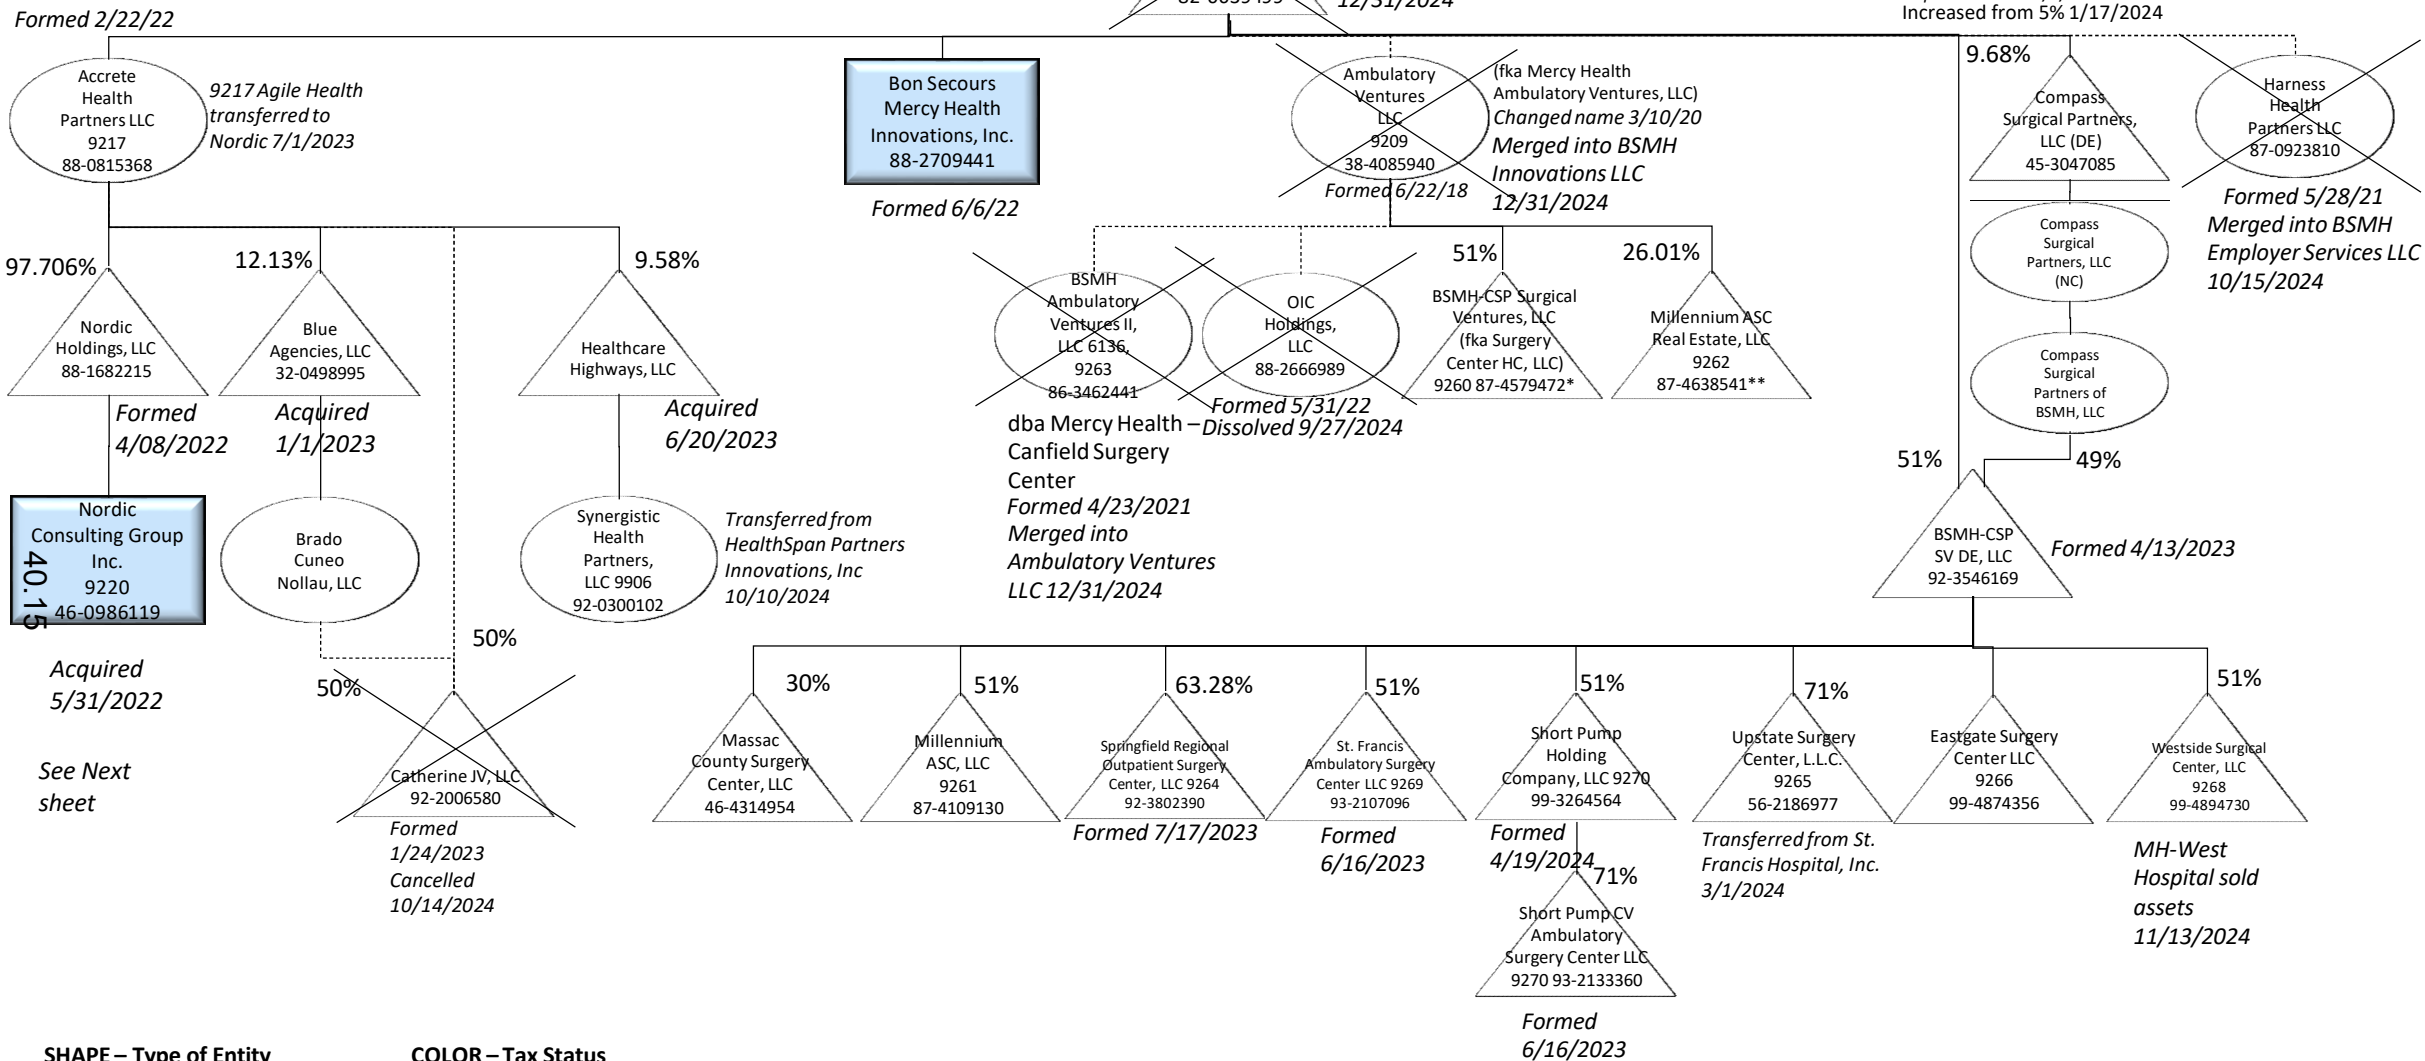 Formed 2/22/22
12/31/2024
Increased from 5% 1/17/2024
Accrete
Health
Partners LLC
9217
88-0815368
9217 Agile Health
transferred to
Nordic 7/1/2023
Bon Secours
Mercy Health
Innovations, Inc.
88-2709441
Formed 6/6/22
Ambulatory
Ventures
LLC
9209
38-4085940
Formed 6/22/18
(fka Mercy Health
Ambulatory Ventures, LLC)
Changed name 3/10/20
Merged into BSMH
Innovations LLC
12/31/2024
9.68%
Compass
Surgical Partners,
LLC (DE)
45-3047085
Harness
Health
Partners LLC
87-0923810
Formed 5/28/21
Merged into BSMH
Employer Services LLC
10/15/2024
Compass
Surgical
Partners, LLC
(NC)
Compass
Surgical
Partners of
BSMH, LLC
97.706%
Nordic
Holdings, LLC
88-1682215
Formed
4/08/2022
12.13%
Blue
Agencies, LLC
32-0498995
Acquired
1/1/2023
9.58%
Healthcare
Highways, LLC
Acquired
6/20/2023
BSMH
Ambulatory
Ventures II,
LLC 6136,
9263
86-3462441
dba Mercy Health –
Canfield Surgery
Center
Formed 4/23/2021
Merged into
Ambulatory Ventures
LLC 12/31/2024
OIC
Holdings,
LLC
88-2666989
Formed 5/31/22
Dissolved 9/27/2024
51%
BSMH-CSP Surgical
Ventures, LLC
(fka Surgery
Center HC, LLC)
9260 87-4579472*
26.01%
Millennium ASC
Real Estate, LLC
9262
87-4638541**
51%
49%
BSMH-CSP
SV DE, LLC
92-3546169
Formed 4/13/2023
Nordic
Consulting Group
Inc.
9220
46-0986119
40.15
Acquired
5/31/2022
See Next
sheet
Brado
Cuneo
Nollau, LLC
Synergistic
Health
Partners,
LLC 9906
92-0300102
Transferred from
HealthSpan Partners
Innovations, Inc
10/10/2024
50%
50%
Catherine JV, LLC
92-2006580
Formed
1/24/2023
Cancelled
10/14/2024
30%
Massac
County Surgery
Center, LLC
46-4314954
51%
Millennium
ASC, LLC
9261
87-4109130
63.28%
Springfield Regional
Outpatient Surgery
Center, LLC 9264
92-3802390
Formed 7/17/2023
51%
St. Francis
Ambulatory Surgery
Center LLC 9269
93-2107096
Formed
6/16/2023
51%
Short Pump
Holding
Company, LLC 9270
99-3264564
Formed
4/19/2024
71%
Short Pump CV
Ambulatory
Surgery Center LLC
9270 93-2133360
Formed
6/16/2023
71%
Upstate Surgery
Center, L.L.C.
9265
56-2186977
Transferred from St.
Francis Hospital, Inc.
3/1/2024
Eastgate Surgery
Center LLC
9266
99-4874356
51%
Westside Surgical
Center, LLC
9268
99-4894730
MH-West
Hospital sold
assets
11/13/2024
SHAPE – Type of Entity
COLOR – Tax Status